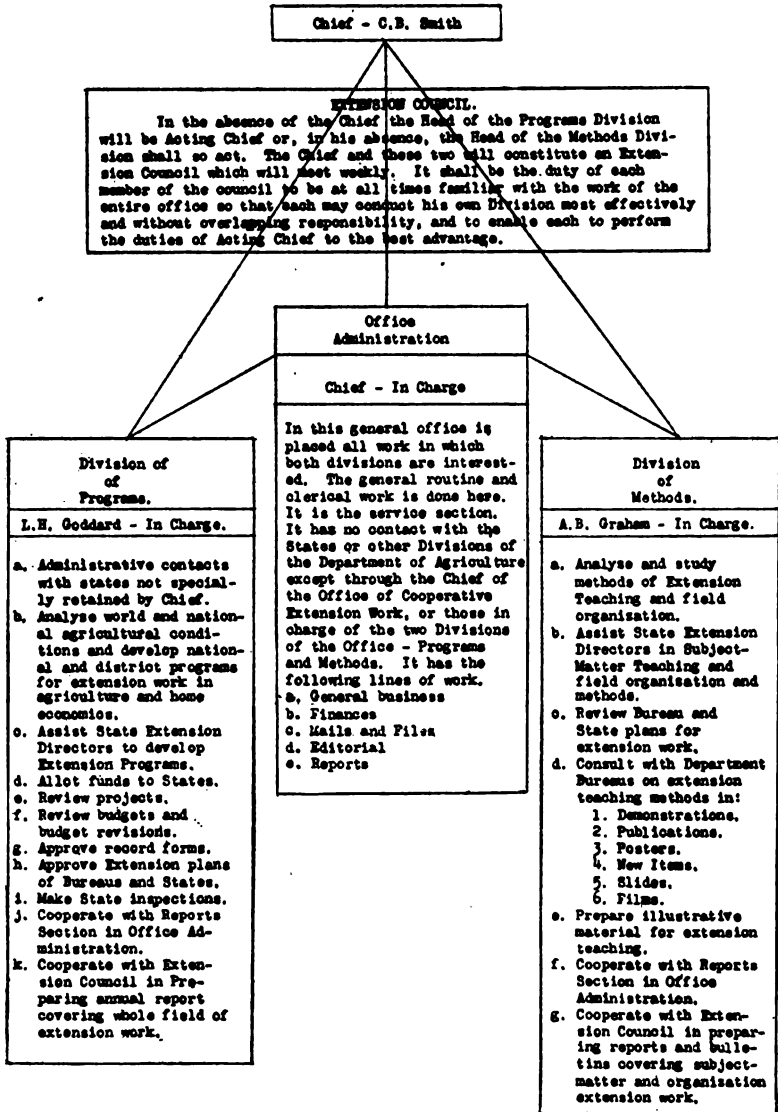 Chief - C.B. Smith
EXTENSION COUNCIL.
In the absence of the Chief the Head of the Programs Division
will be Acting Chief or, in his absence, the Head of the Methods Divi-
sion shall so act. The Chief and these two will constitute an Exten-
sion Council which will meet weekly. It shall be the duty of each
member of the council to be at all times familiar with the work of the
entire office so that each may conduct his own Division most effectively
and without overlapping responsibility, and to enable each to perform
the duties of Acting Chief to the best advantage.
Office
Administration
Chief - In Charge
In this general office is
placed all work in which
both divisions are interest-
ed. The general routine and
clerical work is done here.
It is the service section.
It has no contact with the
States or other Divisions of
the Department of Agriculture
except through the Chief of
the Office of Cooperative
Extension Work, or those in
charge of the two Divisions
of the Office - Programs
and Methods. It has the
following lines of work.
a. General business
b. Finances
c. Mails and Files
d. Editorial
e. Reports
Division of
of
Programs.
L.H. Goddard - In Charge.
a. Administrative contacts
with states not special-
ly retained by Chief.
b. Analyse world and nation-
al agricultural condi-
tions and develop nation-
al and district programs
for extension work in
agriculture and home
economics.
c. Assist State Extension
Directors to develop
Extension Programs.
d. Allot funds to States.
e. Review projects.
f. Review budgets and
budget revisions.
g. Approve record forms.
h. Approve Extension plans
of Bureaus and States.
i. Make State inspections.
j. Cooperate with Reports
Section in Office Ad-
ministration.
k. Cooperate with Exten-
sion Council in Pre-
paring annual report
covering whole field of
extension work.
Division
of
Methods.
A.B. Graham - In Charge.
a. Analyse and study
methods of Extension
Teaching and field
organisation.
b. Assist State Extension
Directors in Subject-
Matter Teaching and
field organisation and
methods.
c. Review Bureau and
State plans for
extension work.
d. Consult with Department
Bureaus on extension
teaching methods in:
1. Demonstrations.
2. Publications.
3. Posters.
4. New Items.
5. Slides.
6. Films.
e. Prepare illustrative
material for extension
teaching.
f. Cooperate with Reports
Section in Office
Administration.
g. Cooperate with Exten-
sion Council in prepar-
ing reports and bulle-
tins covering subject-
matter and organization
extension work.